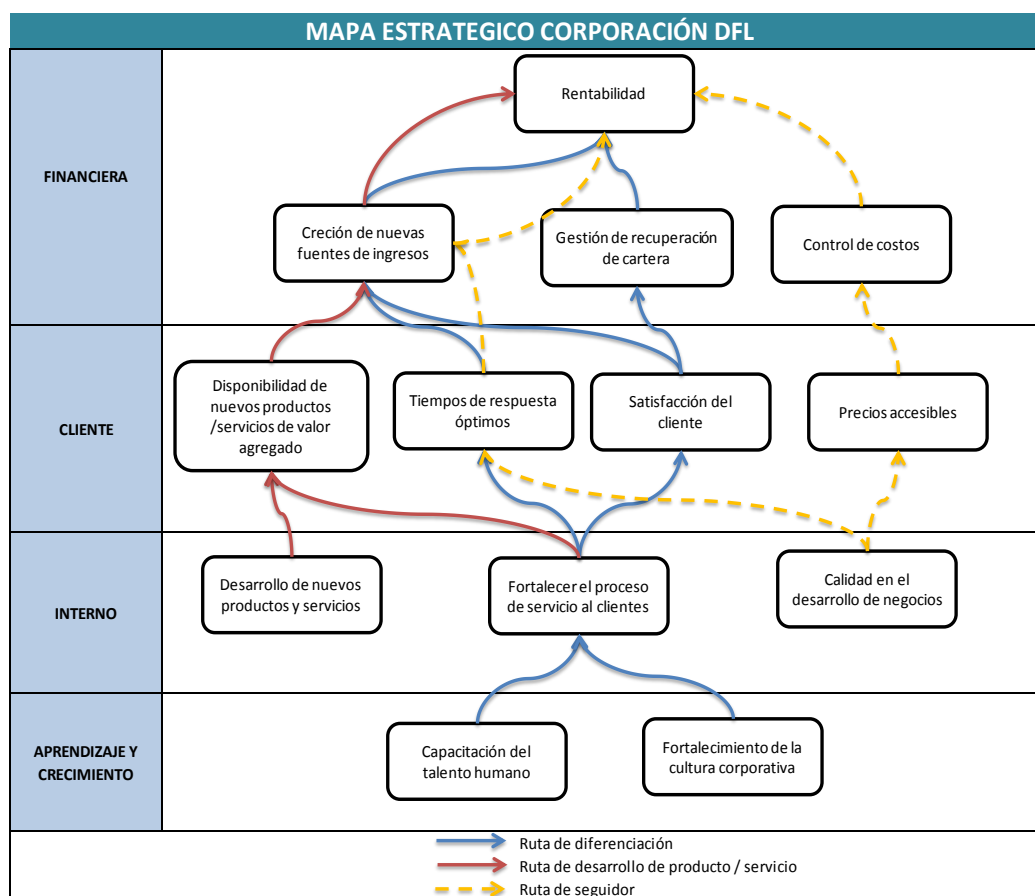 MAPA ESTRATEGICO CORPORACIÓN DFL
FINANCIERA
Rentabilidad
Creción de nuevas
fuentes de ingresos
Gestión de recuperación
de cartera
Control de costos
CLIENTE
Disponibilidad de
nuevos productos
/servicios de valor
agregado
Tiempos de respuesta
óptimos
Satisfacción del
cliente
Precios accesibles
INTERNO
Desarrollo de nuevos
productos y servicios
Fortalecer el proceso
de servicio al clientes
Calidad en el
desarrollo de negocios
APRENDIZAJE Y
CRECIMIENTO
Capacitación del
talento humano
Fortalecimiento de la
cultura corporativa
Ruta de diferenciación
Ruta de desarrollo de producto / servicio
Ruta de seguidor